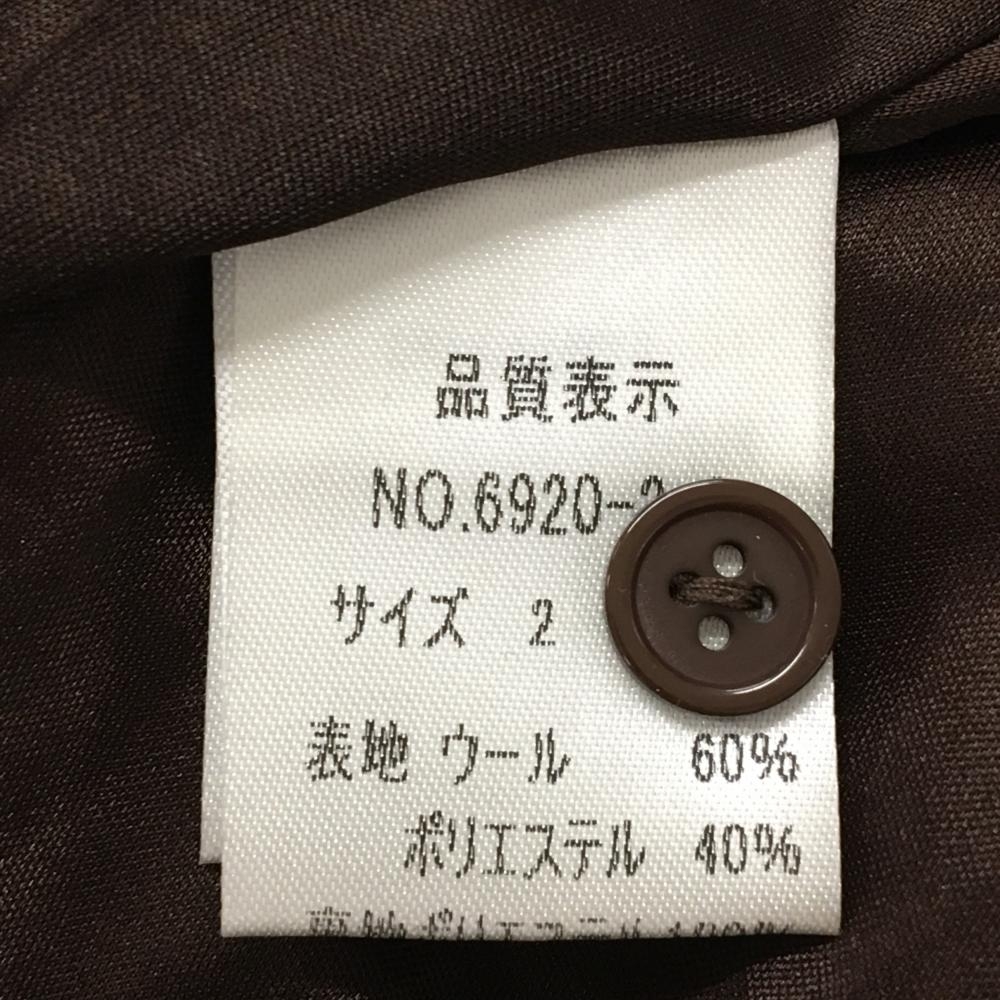 品質表示
NO.6920-2
サイズ 2
表地 ウール 60%
ポリエステル 40%